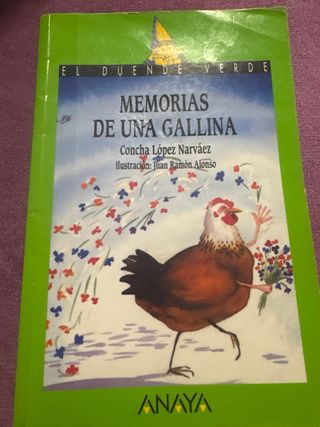 EL DUENDE VERDE
MEMORIAS
DE UNA GALLINA
Concha López Narváez
Ilustración: Juan Ramón Alonso
ANAYA